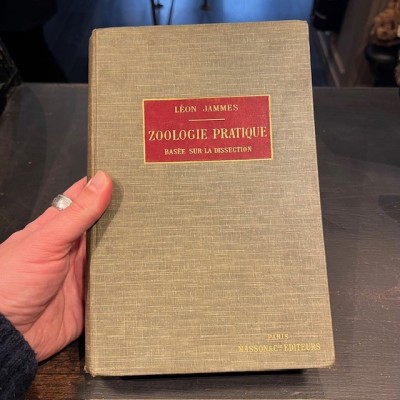 LÉON JAMMES
ZOOLOGIE PRATIQUE
BASÉE SUR LA DISSECTION
PARIS
MASSON & Cie ÉDITEURS